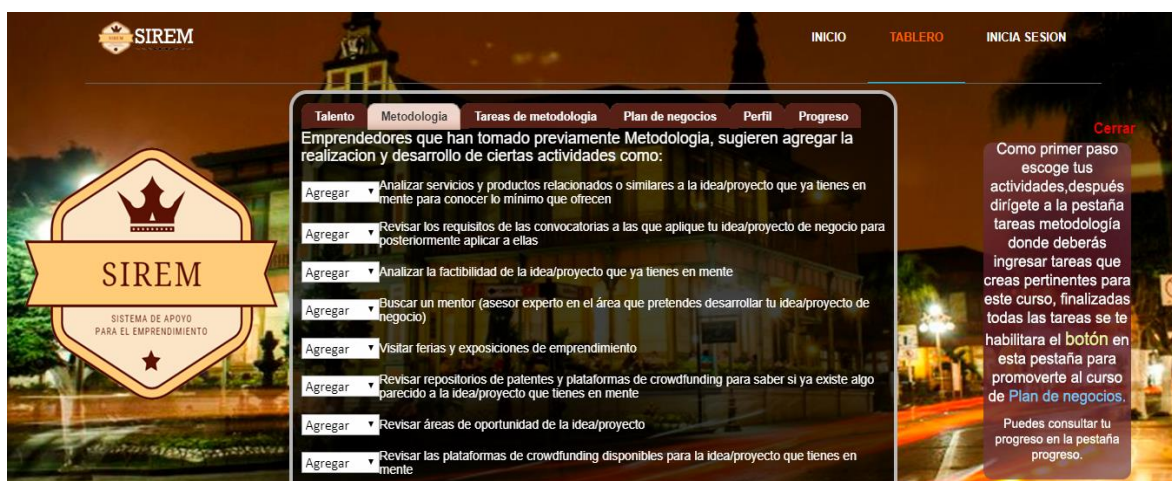 SIREM
INICIO
TABLERO
INICIA SESION
Talento
Metodologia
Tareas de metodologia
Plan de negocios
Perfil
Progreso
Emprendedores que han tomado previamente Metodologia, sugieren agregar la
realizacion y desarrollo de ciertas actividades como:
Agregar
Analizar servicios y productos relacionados o similares a la idea/proyecto que ya tienes en
mente para conocer lo mínimo que ofrecen
Agregar
Revisar los requisitos de las convocatorias a las que aplique tu idea/proyecto de negocio para
posteriormente aplicar a ellas
Agregar
Analizar la factibilidad de la idea/proyecto que ya tienes en mente
Agregar
Buscar un mentor (asesor experto en el área que pretendes desarrollar tu idea/proyecto de
negocio)
Agregar
Visitar ferias y exposiciones de emprendimiento
Agregar
Revisar repositorios de patentes y plataformas de crowdfunding para saber si ya existe algo
parecido a la idea/proyecto que tienes en mente
Agregar
Revisar áreas de oportunidad de la idea/proyecto
Agregar
Revisar las plataformas de crowdfunding disponibles para la idea/proyecto que tienes en
mente
SIREM
SISTEMA DE APOYO
PARA EL EMPRENDIMIENTO
Cerrar
Como primer paso
escoge tus
actividades,después
dirígete a la pestaña
tareas metodología
donde deberás
ingresar tareas que
creas pertinentes para
este curso, finalizadas
todas las tareas se te
habilitara el botón en
esta pestaña para
promoverte al curso
de Plan de negocios.
Puedes consultar tu
progreso en la pestaña
progreso.